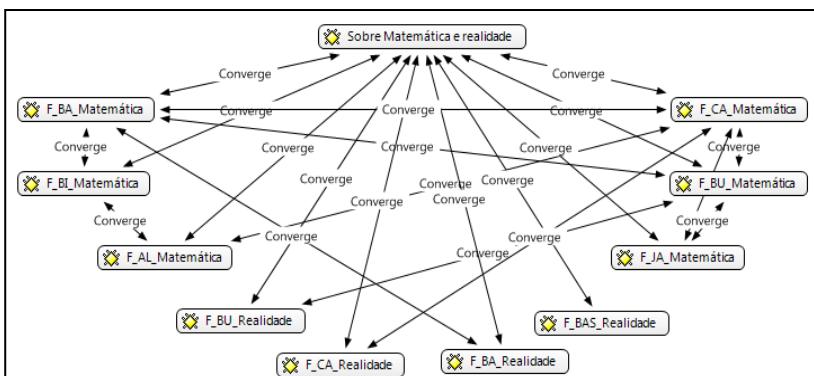 Sobre Matemática e realidade
Converge
Converge
F_BA_Matemática
Converge
Converge
Converge
F_CA_Matemática
Converge
Converge
Converge
Converge
F_BI_Matemática
Converge
Converge
Converge
F_BU_Matemática
Converge
Converge
Converge
Converge
Converge
Converge
F_AL_Matemática
Converge
F_JA_Matemática
F_BU_Realidade
F_BAS_Realidade
F_CA_Realidade
F_BA_Realidade